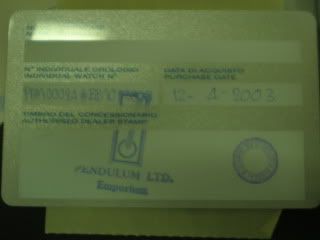 N° INDIVIDUALE OROLOGIO
INDIVIDUAL WATCH N°
DATA DI ACQUISTO
PURCHASE DATE
12-4-2003
TIMBRO DEL CONCESSIONARIO
AUTHORISED DEALER STAMP
PENDULUM LTD.
Emporium